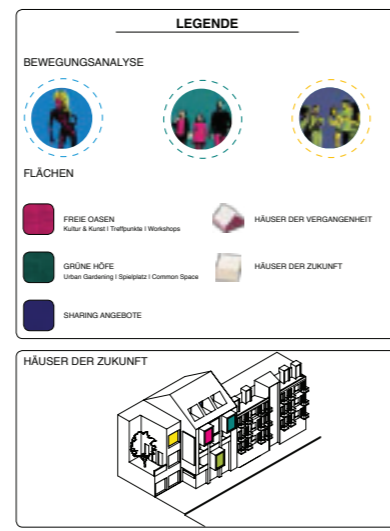 LEGENDE
BEWEGUNGSANALYSE
FLÄCHEN
FREIE OASEN
Kultur & Kunst I Treffpunkte I Workshops
HÄUSER DER VERGANGENHEIT
GRÜNE HÖFE
Urban Gardening I Spielplatz I Common Space
HÄUSER DER ZUKUNFT
SHARING ANGEBOTE
HÄUSER DER ZUKUNFT